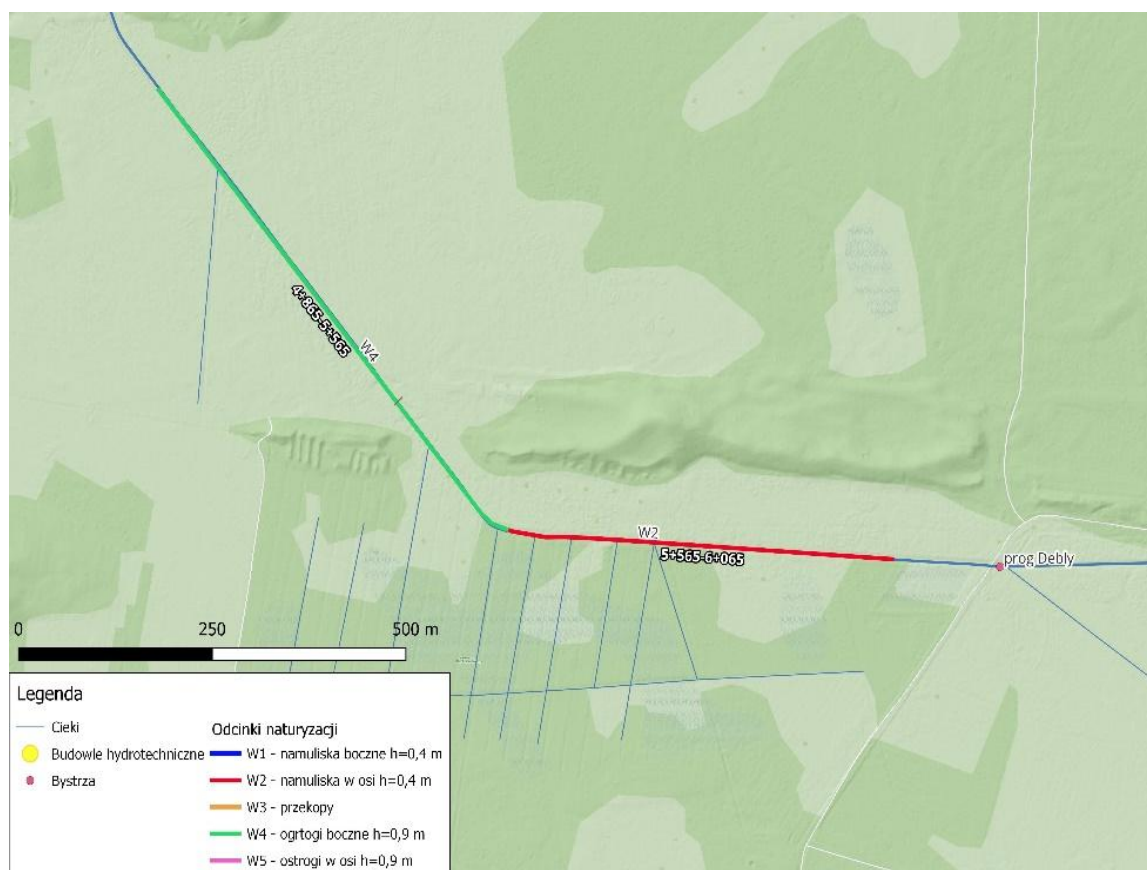 4+865-5+565
W4
W2
5+565-6+065
prog Debly
0 250 500 m
Legenda
Cieki
Budowle hydrotechniczne
Bystrza
Odcinki naturyzacji
W1 - namuliska boczne h=0,4 m
W2 - namuliska w osi h=0,4 m
W3 - przekopy
W4 - ogrtogi boczne h=0,9 m
W5 - ostrogi w osi h=0,9 m